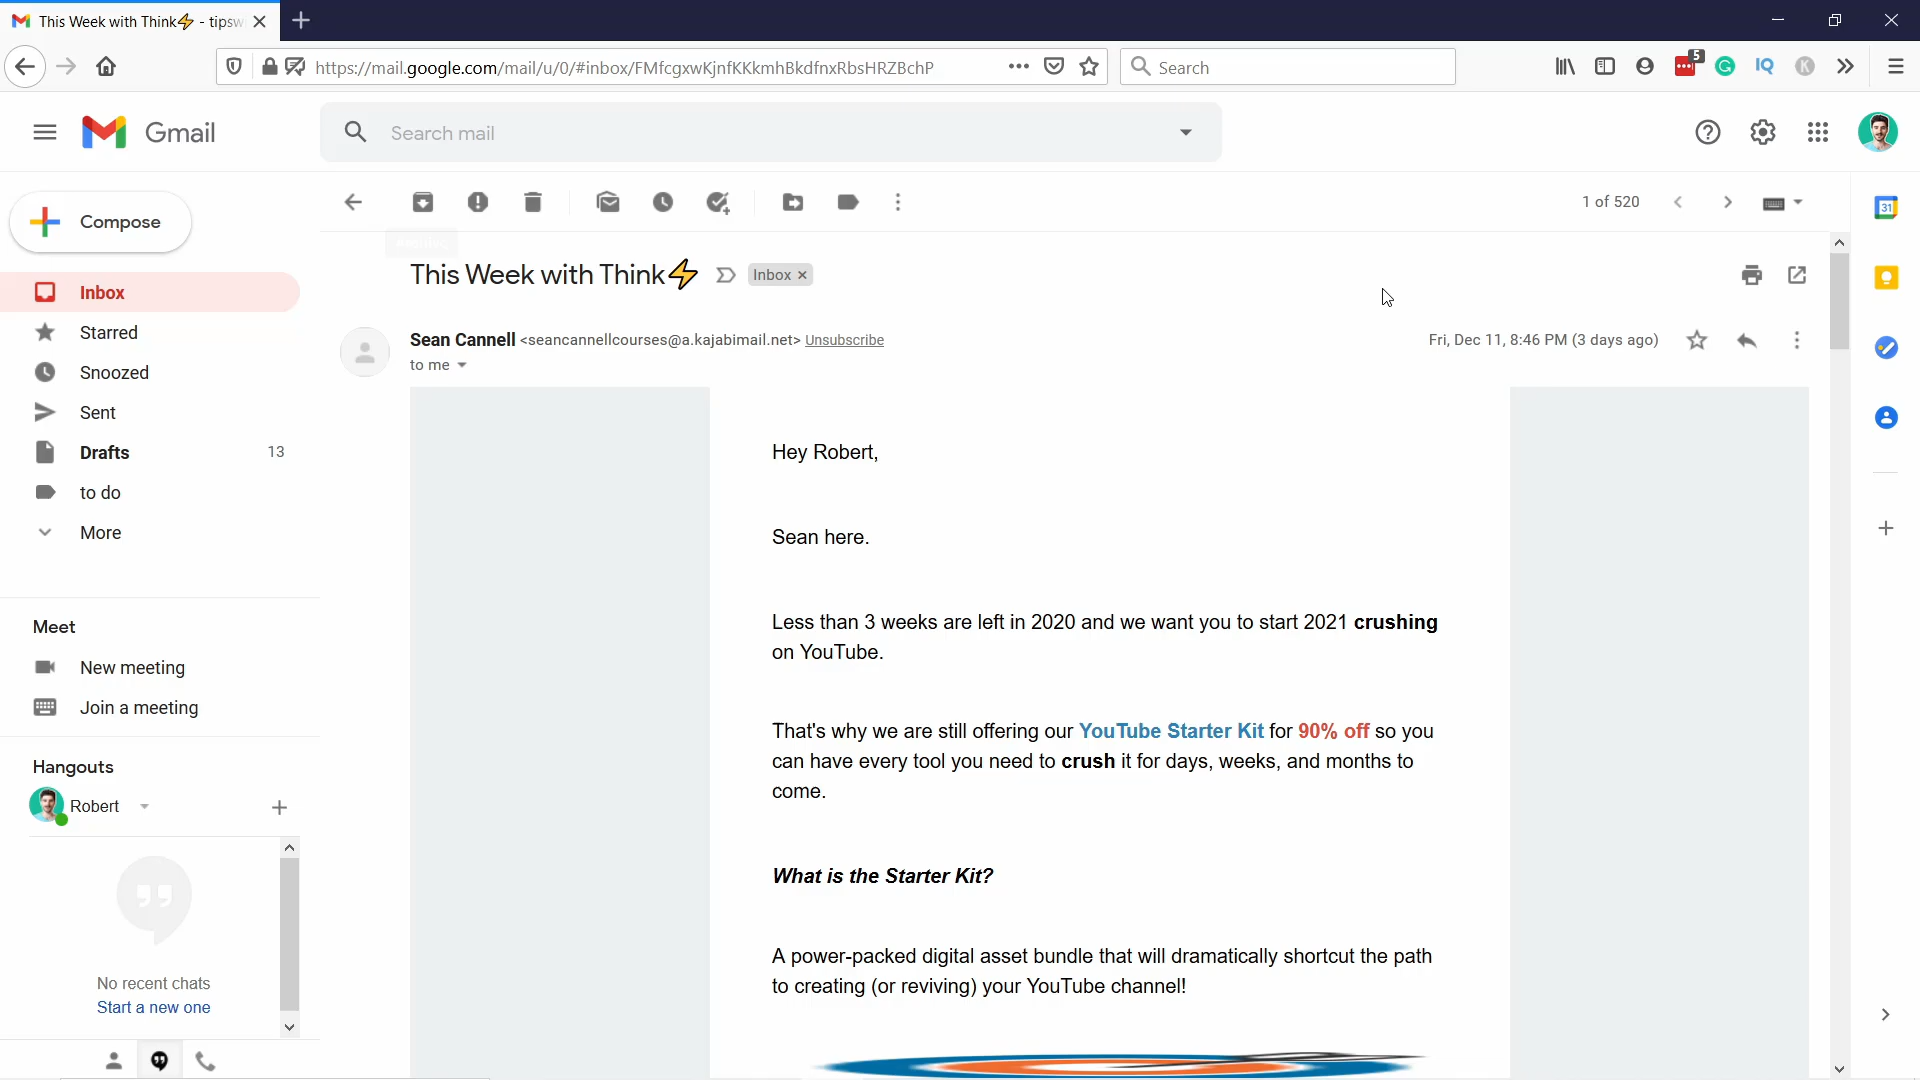 This Week with Think⚡ - tipsw
https://mail.google.com/mail/u/0/#inbox/FMfcgxwKjnfKKkmhBkdfnxRbsHRZBchP
Search
5
IQ
K
Gmail
Search mail
Compose
1 of 520
31
This Week with Think⚡
Inbox ×
Inbox
Starred
Snoozed
Sent
Drafts 13
to do
More
Sean Cannell <seancannellcourses@a.kajabimail.net> Unsubscribe
Fri, Dec 11, 8:46 PM (3 days ago)
to me
Hey Robert,
Sean here.
Less than 3 weeks are left in 2020 and we want you to start 2021 crushing
on YouTube.
That's why we are still offering our YouTube Starter Kit for 90% off so you
can have every tool you need to crush it for days, weeks, and months to
come.
What is the Starter Kit?
A power-packed digital asset bundle that will dramatically shortcut the path
to creating (or reviving) your YouTube channel!
Meet
New meeting
Join a meeting
Hangouts
Robert
No recent chats
Start a new one